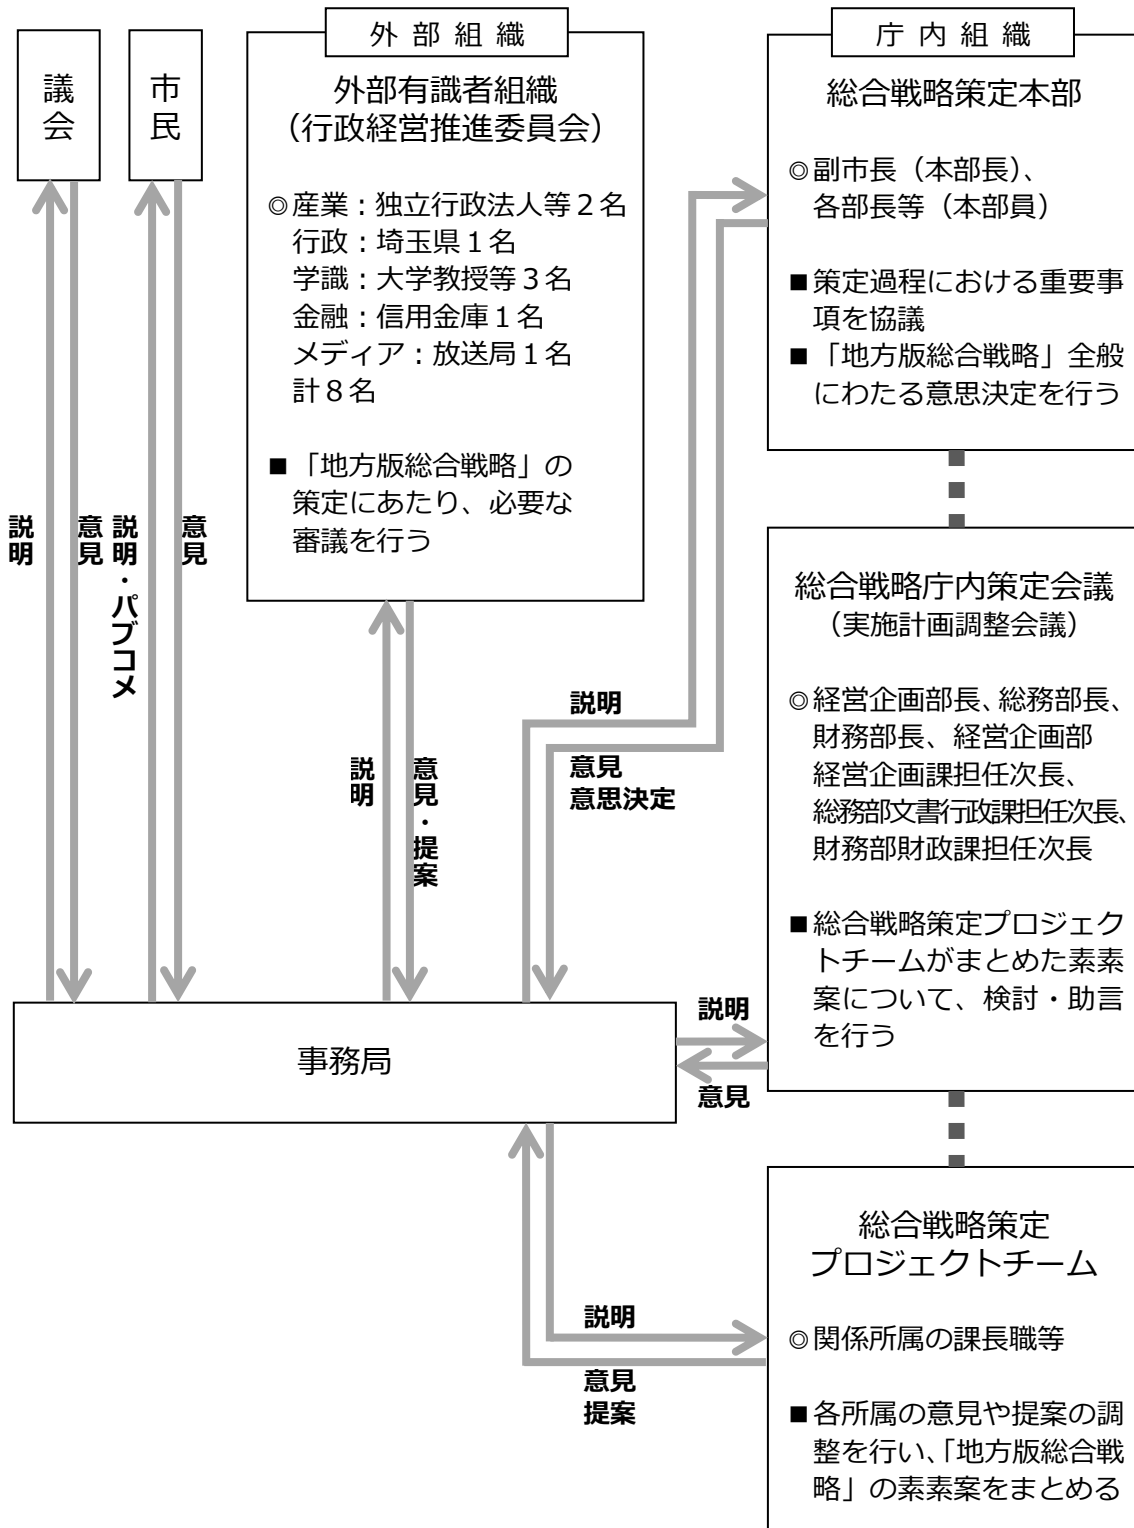 議会
市民
外部組織
外部有識者組織
（行政経営推進委員会）
◎産業：独立行政法人等２名
行政：埼玉県１名
学識：大学教授等３名
金融：信用金庫１名
メディア：放送局１名
計８名
■「地方版総合戦略」の
策定にあたり、必要な
審議を行う
庁内組織
総合戦略策定本部
◎副市長（本部長）、
各部長等（本部員）
■策定過程における重要事
項を協議
■「地方版総合戦略」全般
にわたる意思決定を行う
説明
意見
説明・パブコメ
意見
説明
意見・提案
説明
意見
意思決定
総合戦略庁内策定会議
（実施計画調整会議）
◎経営企画部長、総務部長、
財務部長、経営企画部
経営企画課担任次長、
総務部文書行政課担任次長、
財務部財政課担任次長
■総合戦略策定プロジェク
トチームがまとめた素素
案について、検討・助言
を行う
事務局
説明
意見
説明
意見
提案
総合戦略策定
プロジェクトチーム
◎関係所属の課長職等
■各所属の意見や提案の調
整を行い、「地方版総合戦
略」の素素案をまとめる